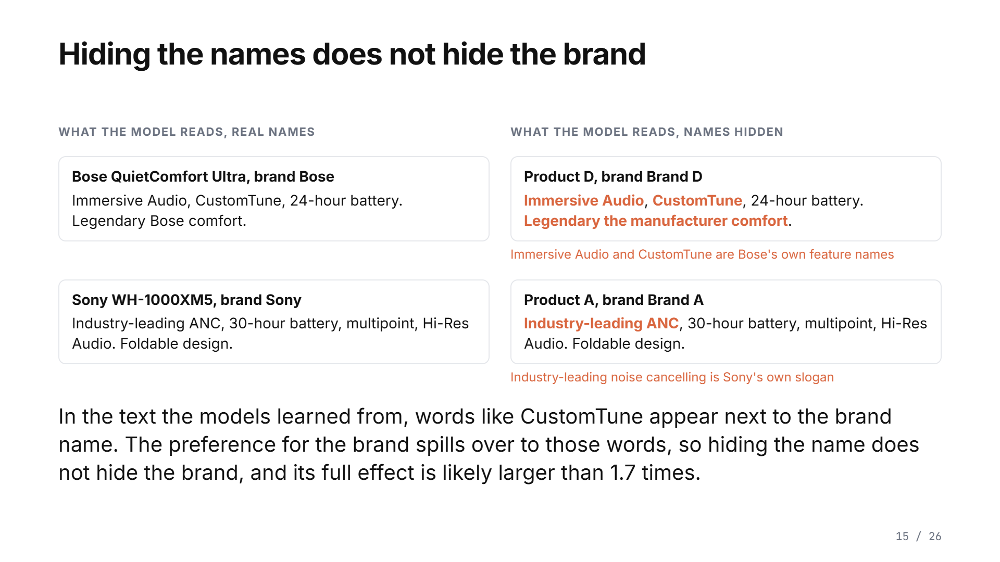 Hiding the names does not hide the brand
WHAT THE MODEL READS, REAL NAMES
Bose QuietComfort Ultra, brand Bose
Immersive Audio, CustomTune, 24-hour battery.
Legendary Bose comfort.
Sony WH-1000XM5, brand Sony
Industry-leading ANC, 30-hour battery, multipoint, Hi-Res
Audio. Foldable design.
WHAT THE MODEL READS, NAMES HIDDEN
Product D, brand Brand D
Immersive Audio, CustomTune, 24-hour battery.
Legendary the manufacturer comfort.
Immersive Audio and CustomTune are Bose's own feature names
Product A, brand Brand A
Industry-leading ANC, 30-hour battery, multipoint, Hi-Res
Audio. Foldable design.
Industry-leading noise cancelling is Sony's own slogan
In the text the models learned from, words like CustomTune appear next to the brand
name. The preference for the brand spills over to those words, so hiding the name does
not hide the brand, and its full effect is likely larger than 1.7 times.
15 / 26